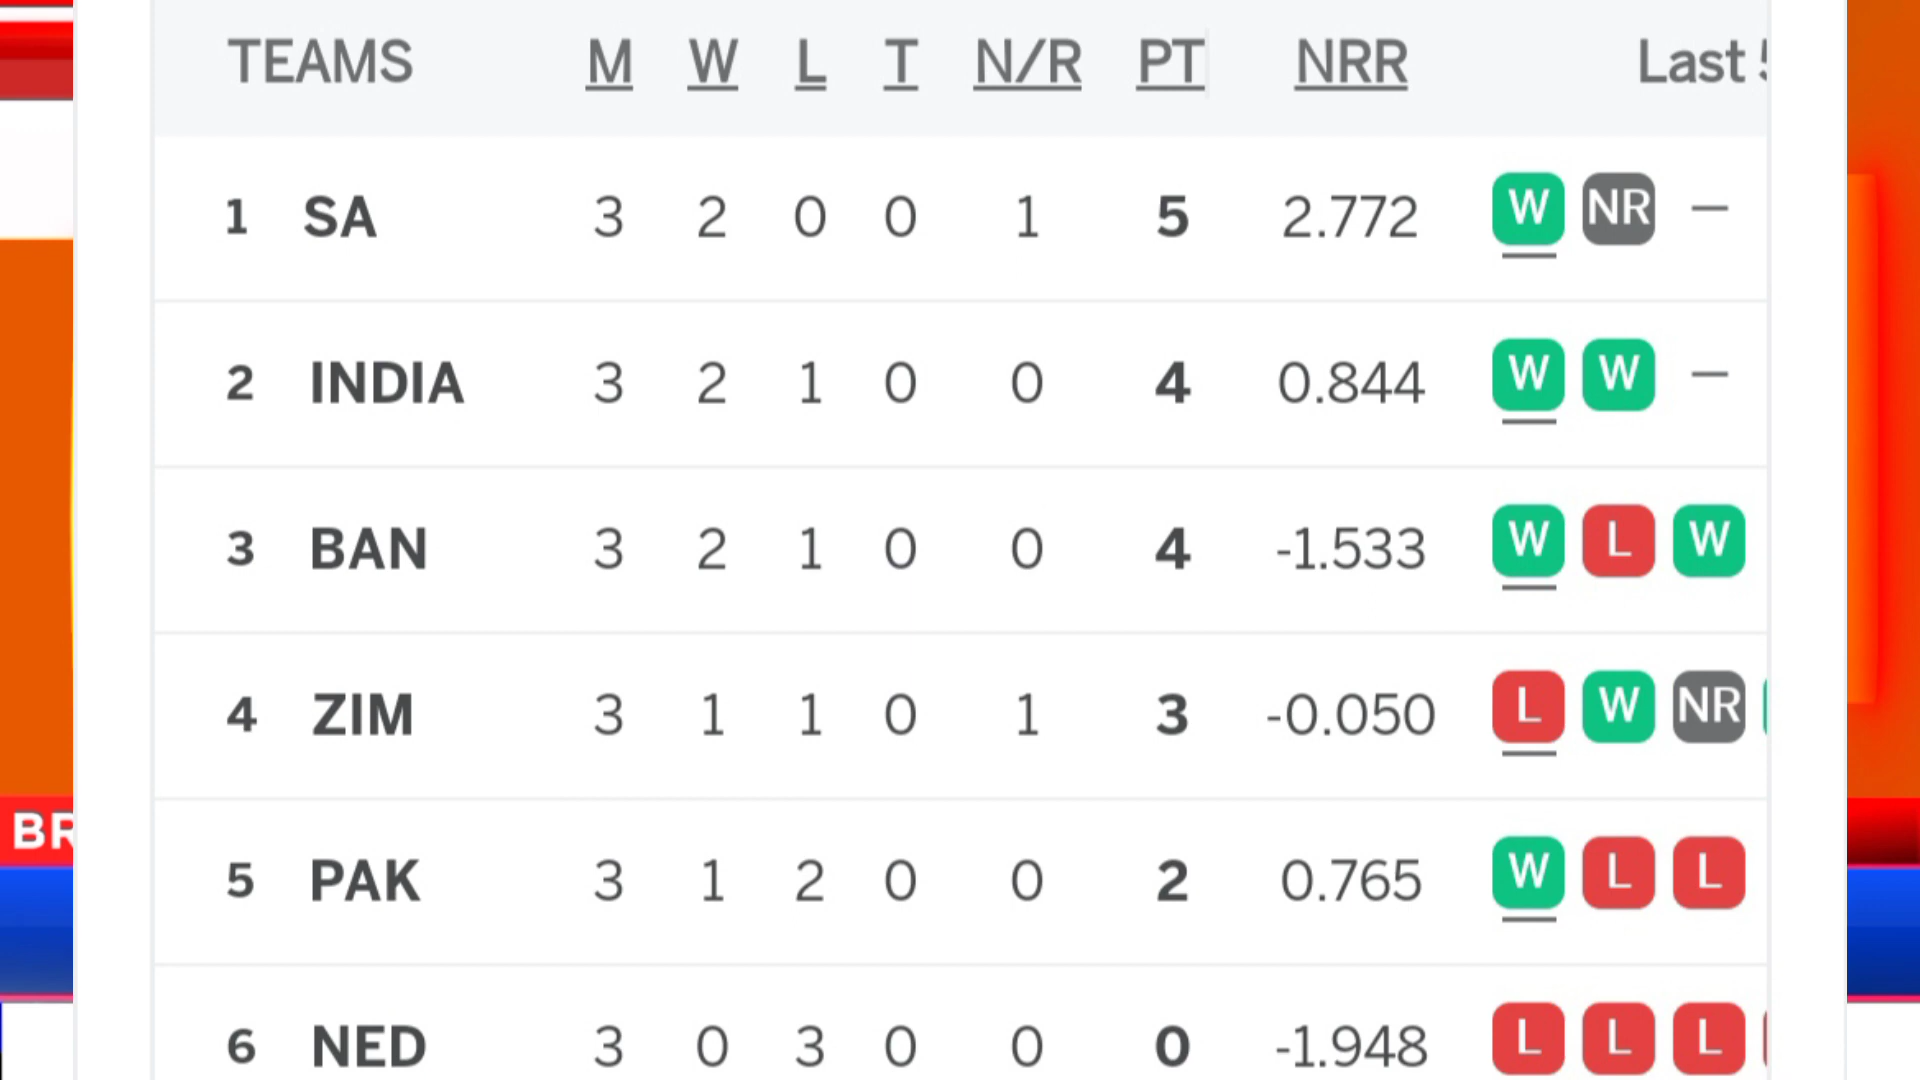 TEAMS M W L T N/R PT NRR Last
1 SA 3 2 0 0 1 5 2.772 W NR –
2 INDIA 3 2 1 0 0 4 0.844 W W –
3 BAN 3 2 1 0 0 4 -1.533 W L W
4 ZIM 3 1 1 0 1 3 -0.050 L W NR
BR
5 PAK 3 1 2 0 0 2 0.765 W L L
6 NED 3 0 3 0 0 0 -1.948 L L L